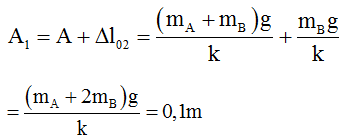 A₁ = A + Δl₀₂ = (m_A + m_B)g / k + m_B g / k
= (m_A + 2m_B)g / k = 0,1m